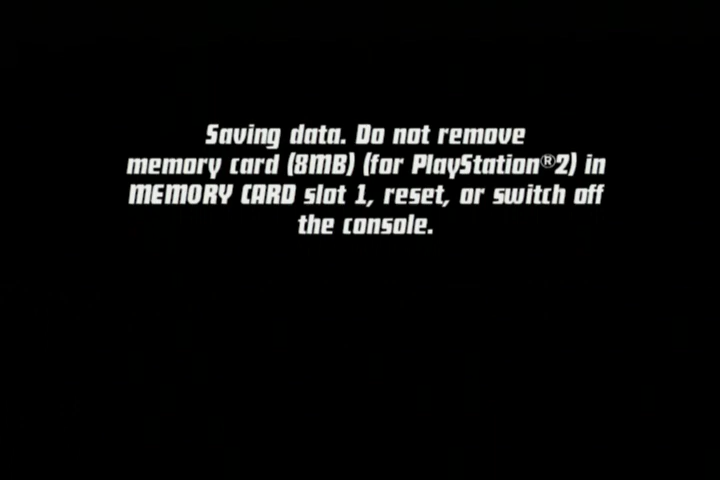 Saving data. Do not remove
memory card (8MB) (for PlayStation®2) in
MEMORY CARD slot 1, reset, or switch off
the console.